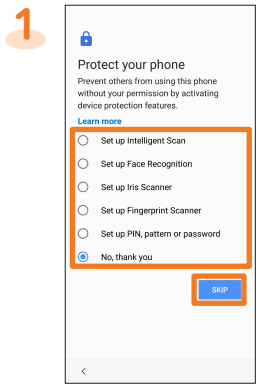 1
Protect your phone
Prevent others from using this phone
without your permission by activating
device protection features.
Learn more
Set up Intelligent Scan
Set up Face Recognition
Set up Iris Scanner
Set up Fingerprint Scanner
Set up PIN, pattern or password
No, thank you
SKIP